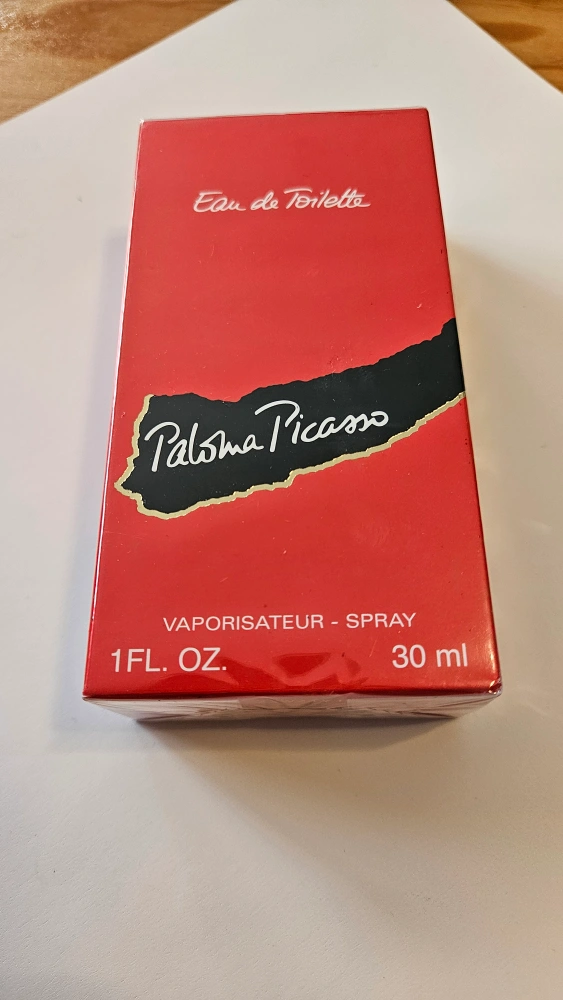 Eau de Toilette
Paloma Picasso
VAPORISATEUR - SPRAY
1FL. OZ. 30 ml